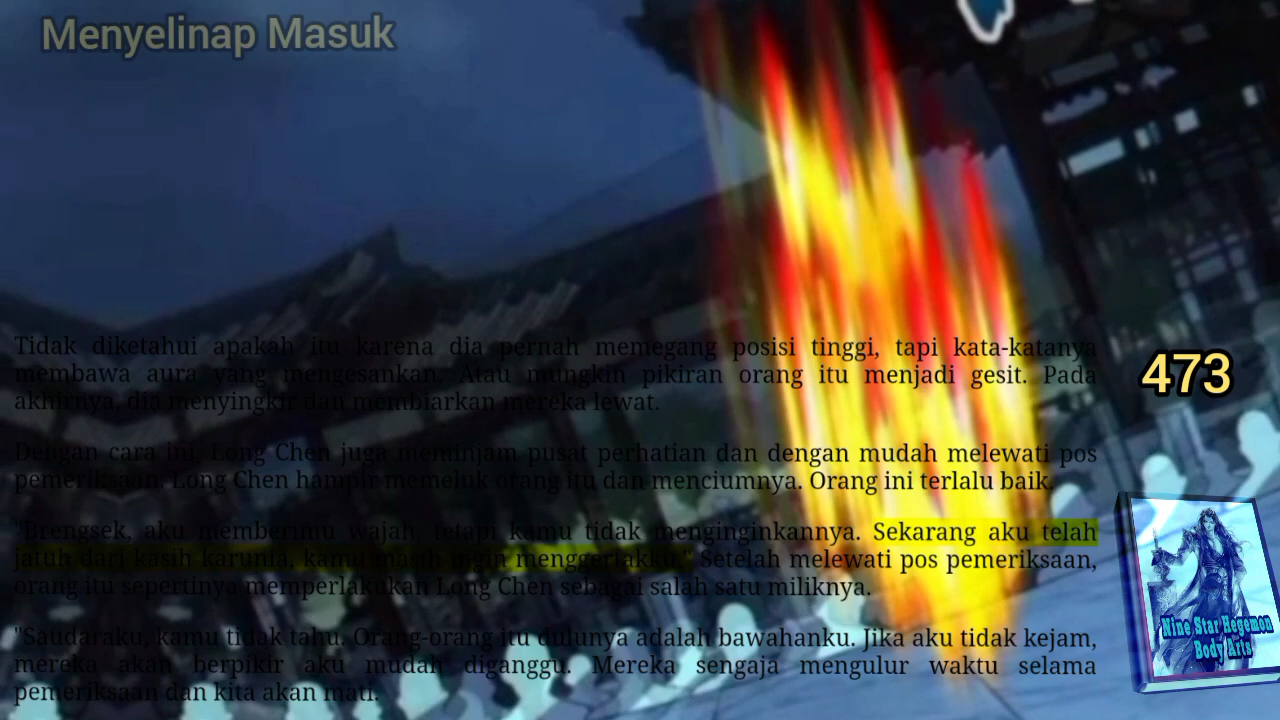 Menyelinap Masuk
Tidak diketahui apakah itu karena dia pernah memegang posisi tinggi, tapi kata-katanya
membawa aura yang mengesankan. Atau mungkin pikiran orang itu menjadi gesit. Pada
akhirnya, dia menyingkir dan membiarkan mereka lewat.
473
Dengan cara ini, Long Chen juga meminjam pusat perhatian dan dengan mudah melewati pos
pemeriksaan. Long Chen hampir memeluk orang itu dan menciumnya. Orang ini terlalu baik.
"Brengsek, aku memberimu wajah, tetapi kamu tidak menginginkannya. Sekarang aku telah
jatuh dari kasih karunia, kamu masih ingin menggertakku." Setelah melewati pos pemeriksaan,
orang itu sepertinya memperlakukan Long Chen sebagai salah satu miliknya.
"Saudaraku, kamu tidak tahu. Orang-orang itu dulunya adalah bawahanku. Jika aku tidak kejam,
mereka akan berpikir aku mudah diganggu. Mereka sengaja mengulur waktu selama
pemeriksaan dan kita akan mati.
Nine Star Hegemon
Body Arts